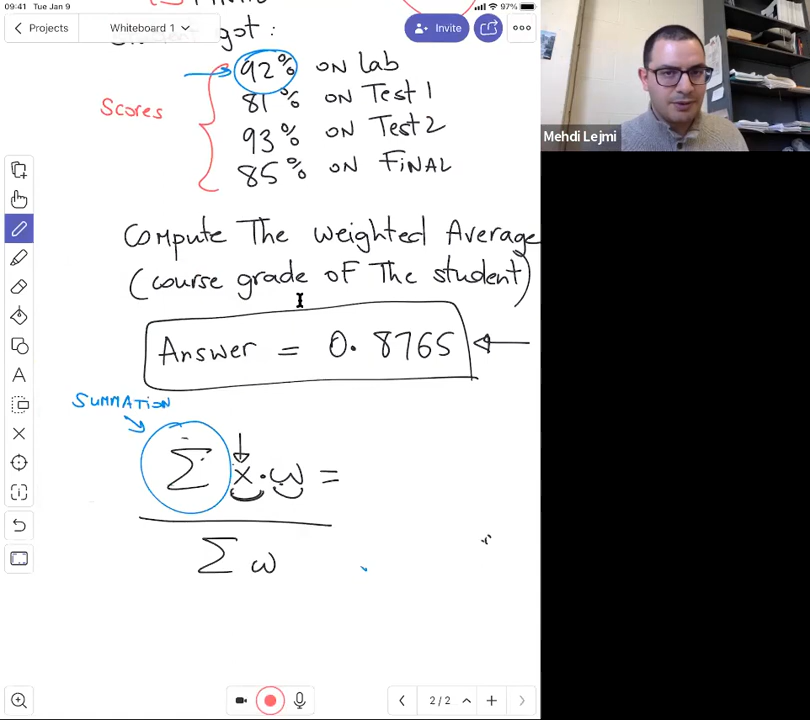 09:41 Tue Jan 9
97%
Projects
Whiteboard 1
Invite
got :
92% ON Lab
81% ON Test 1
93% ON Test 2
85% ON FiNAL
Scores
Compute The weighted Average
(course grade of The student)
Answer = 0.8765
SUMMATiON
Σ x·w =
Σ w
Mehdi Lejmi
A
2/2